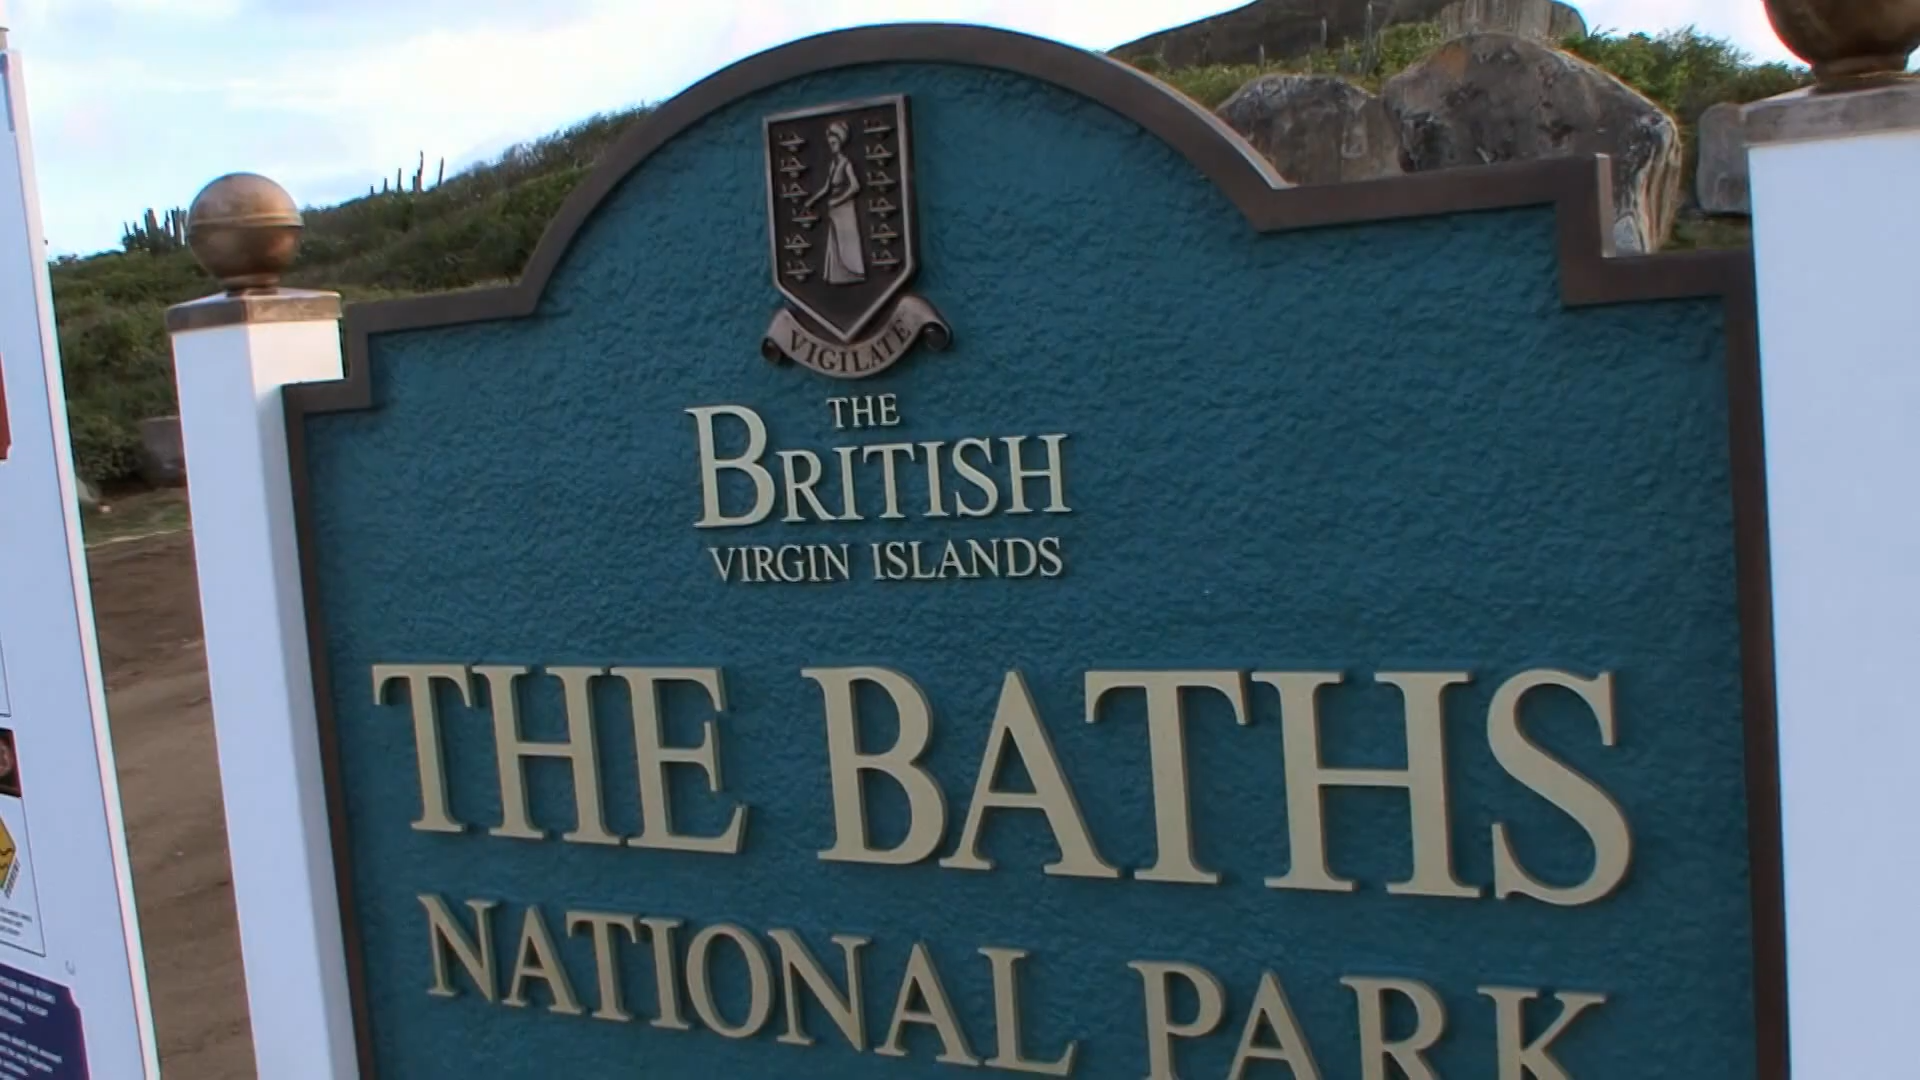 VIGILATE
THE
BRITISH
VIRGIN ISLANDS
THE BATHS
NATIONAL PARK